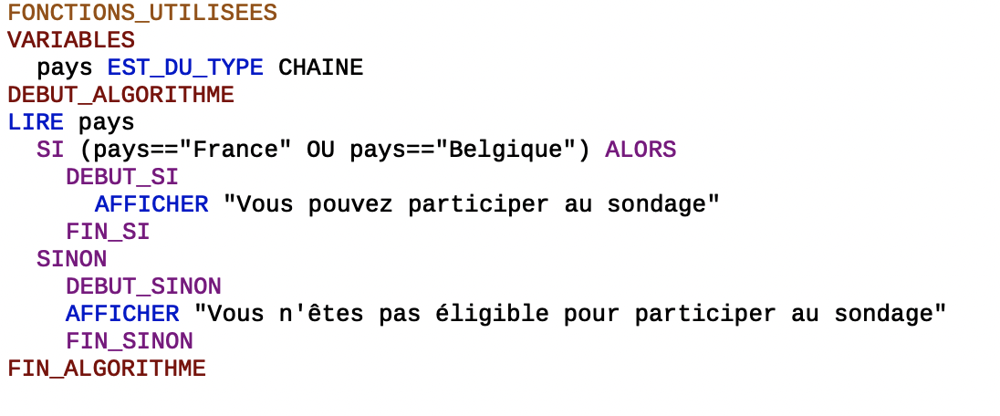 FONCTIONS_UTILISEES
VARIABLES
pays EST_DU_TYPE CHAINE
DEBUT_ALGORITHME
LIRE pays
SI (pays=="France" OU pays=="Belgique") ALORS
DEBUT_SI
AFFICHER "Vous pouvez participer au sondage"
FIN_SI
SINON
DEBUT_SINON
AFFICHER "Vous n'êtes pas éligible pour participer au sondage"
FIN_SINON
FIN_ALGORITHME